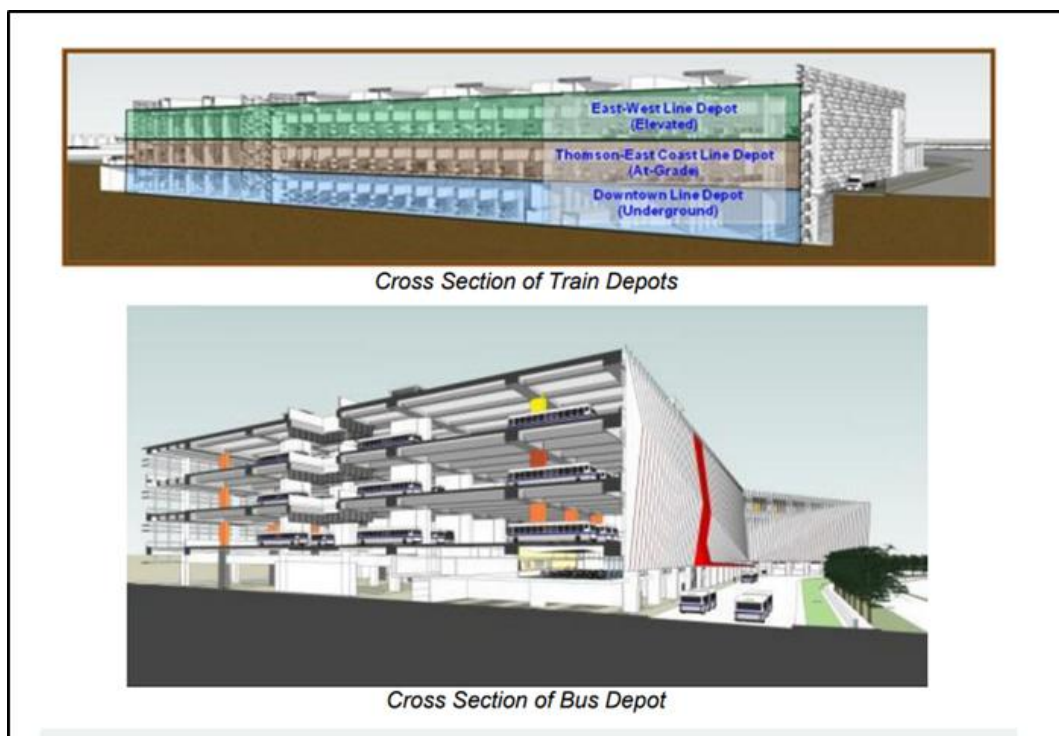 East-West Line Depot
(Elevated)
Thomson-East Coast Line Depot
(At-Grade)
Downtown Line Depot
(Underground)
Cross Section of Train Depots
Cross Section of Bus Depot